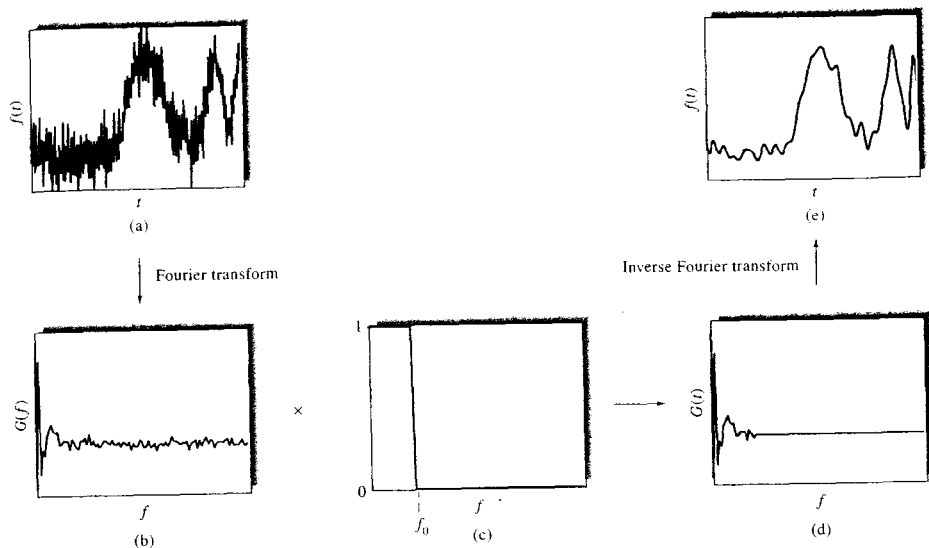 f(t)
t
(a)
f(t)
t
(e)
Fourier transform
Inverse Fourier transform
G(f)
f
(b)
×
1
0
f₀
f
(c)
G(t)
f
(d)